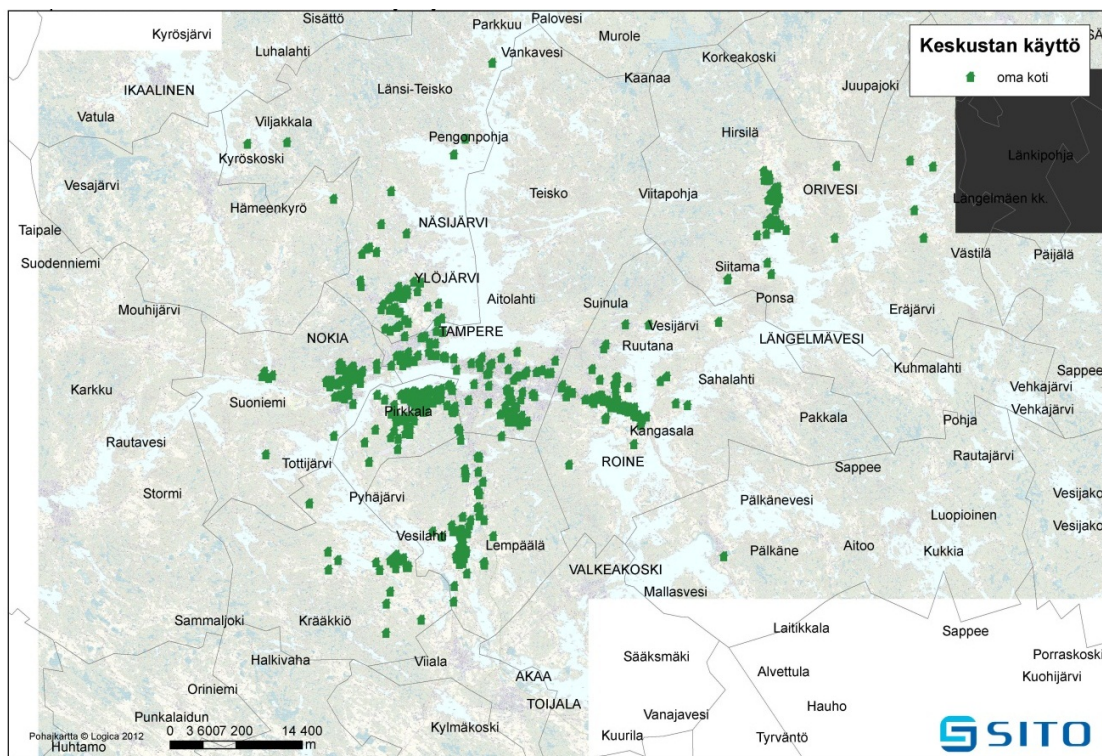 Sisättö
Parkkuu
Palovesi
Kyrösjärvi
Luhalahti
Vankavesi
Murole
Korkeakoski
Keskustan käyttö
oma koti
Kaanaa
Juupajoki
IKAALINEN
Länsi-Teisko
Vatula
Viljakkala
Pengonpohja
Hirsilä
Kyröskoski
Länkipohja
Vesajärvi
Teisko
Viitapohja
ORIVESI
Längelmäen kk.
Hämeenkyrö
NÄSIJÄRVI
Taipale
Suodenniemi
Västilä
Päijälä
Siitama
YLÖJÄRVI
Aitolahti
Suinula
Ponsa
Mouhijärvi
Eräjärvi
NOKIA
TAMPERE
Vesijärvi
Ruutana
LÄNGELMÄVESI
Kuhmalahti
Sappee
Karkku
Suoniemi
Sahalahti
Vehkajärvi
Pirkkala
Pakkala
Pohja
Vehkajärvi
Rautavesi
Kangasala
Tottijärvi
ROINE
Sappee
Rautajärvi
Stormi
Pyhäjärvi
Pälkänevesi
Vesijako
Luopioinen
Vesilahti
Vesijako
Lempäälä
Pälkäne
Aitoo
Kukkia
VALKEAKOSKI
Mallasvesi
Sammaljoki
Krääkkiö
Laitikkala
Sappee
Halkivaha
Viiala
Sääksmäki
Alvettula
Porraskoski
Kuohijärvi
Oriniemi
AKAA
TOIJALA
Hauho
Punkalaidun
Vanajavesi
Kylmäkoski
Kuurila
Tyrväntö
Pohjakartta © Logica 2012
0 3 6007 200 14 400
m
Huhtamo
SITO